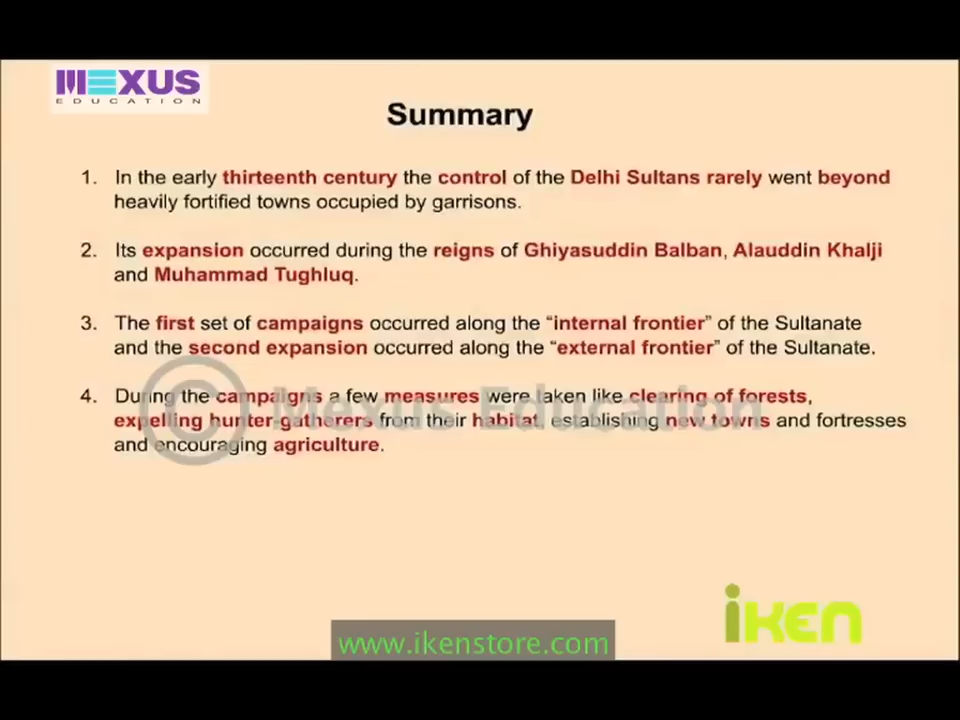 MEXUS
EDUCATION
Summary
1. In the early thirteenth century the control of the Delhi Sultans rarely went beyond
heavily fortified towns occupied by garrisons.
2. Its expansion occurred during the reigns of Ghiyasuddin Balban, Alauddin Khalji
and Muhammad Tughluq.
3. The first set of campaigns occurred along the “internal frontier” of the Sultanate
and the second expansion occurred along the “external frontier” of the Sultanate.
4. During the campaigns a few measures were taken like clearing of forests,
expelling hunter-gatherers from their habitat, establishing new towns and fortresses
and encouraging agriculture.
© Mexus Education
iKEN
www.ikenstore.com